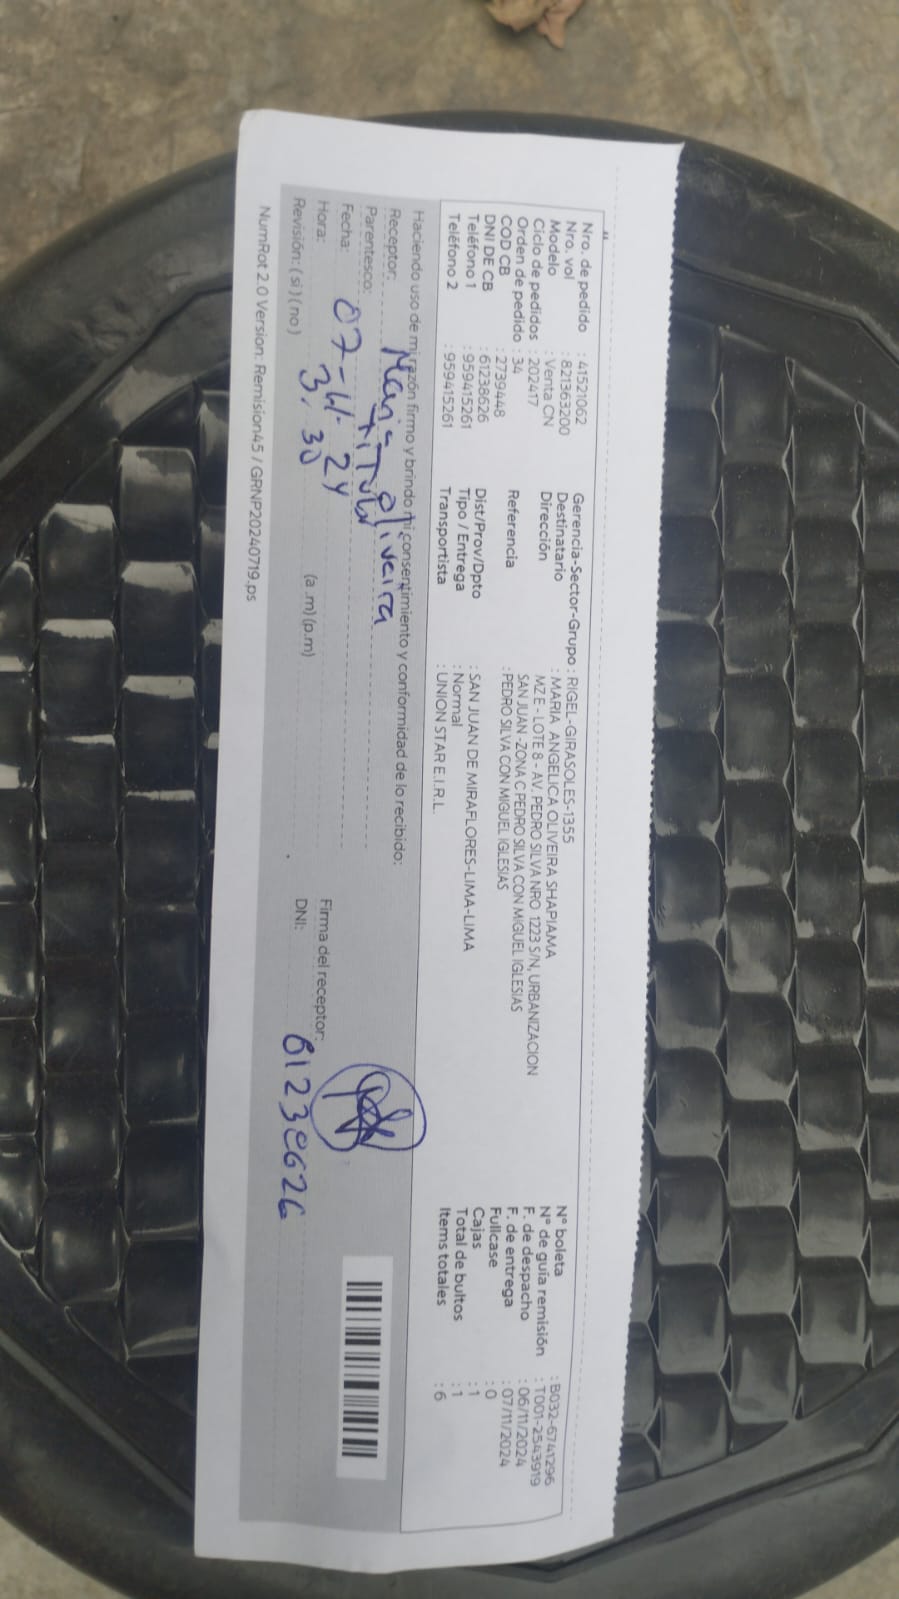 Nro. de pedido : 41521062
Nro. vol : 821363200
Modelo : Venta CN
Ciclo de pedidos : 202417
Orden de pedido : 34
COD CB : 2739448
DNI DE CB : 61238626
Teléfono 1 : 959415261
Teléfono 2 : 959415261
Gerencia-Sector-Grupo : RIGEL-GIRASOLES-1355
Destinatario : MARIA ANGELICA OLIVEIRA SHAPIAMA
Dirección : MZ E - LOTE 8 - AV. PEDRO SILVA NRO 1223 S/N, URBANIZACION
SAN JUAN -ZONA C PEDRO SILVA CON MIGUEL IGLESIAS
Referencia : PEDRO SILVA CON MIGUEL IGLESIAS
Dist/Prov/Dpto : SAN JUAN DE MIRAFLORES-LIMA-LIMA
Tipo / Entrega : Normal
Transportista : UNION STAR E.I.R.L.
N° boleta : B032-6741296
N° de guía remisión : T001-2543919
F. de despacho : 06/11/2024
F. de entrega : 07/11/2024
Fullcase : 0
Cajas : 1
Total de bultos : 1
Items totales : 6
Haciendo uso de mi razón firmo y brindo mi consentimiento y conformidad de lo recibido:
Receptor: Maria Oliveira
Parentesco:
Fecha: 07-11-24
Hora: 3:30 (a.m) (p.m)
Revisión: ( si ) ( no )
Firma del receptor:
DNI: 61238626
NumRot 2.0 Version: Remision45 / GRNP20240719.ps